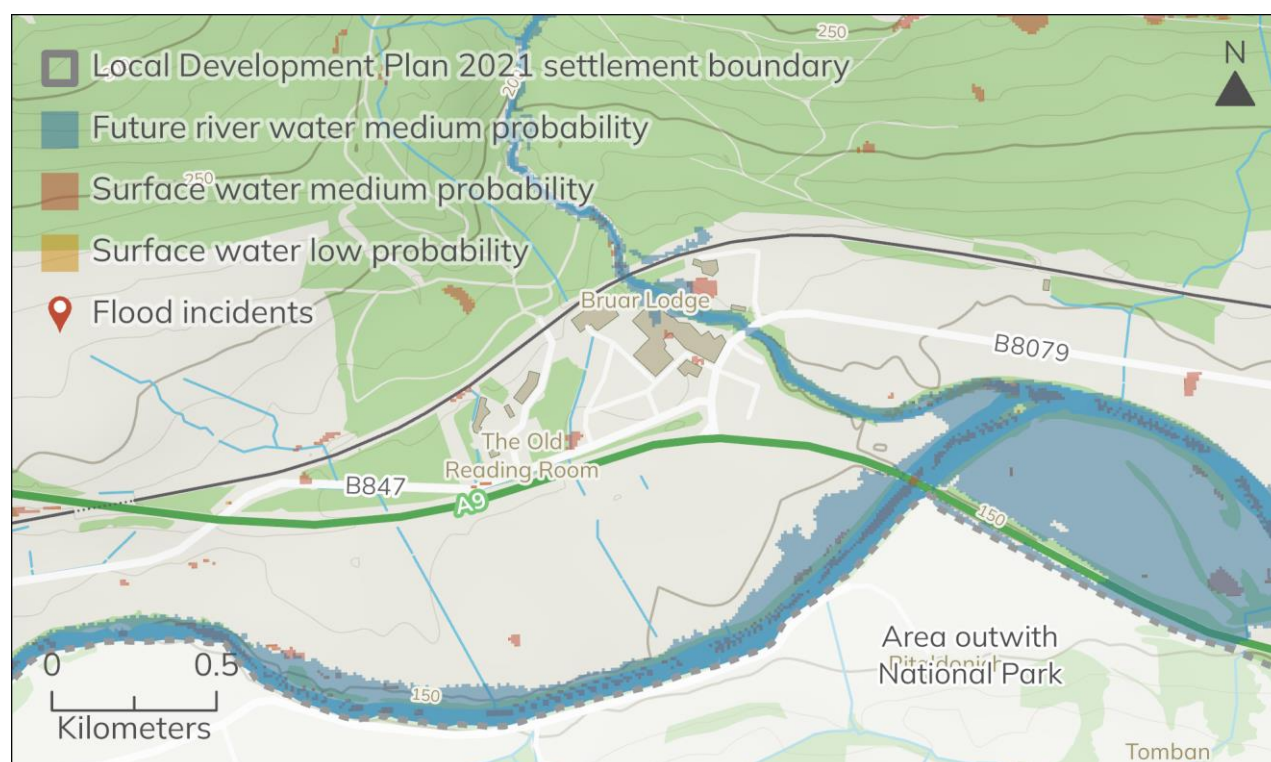 250
200
N
Local Development Plan 2021 settlement boundary
Future river water medium probability
Surface water medium probability
250
Surface water low probability
Flood incidents
Bruar Lodge
B8079
The Old
Reading Room
B847
A9
150
Area outwith
National Park
150
0 0.5
Kilometers
Tomban